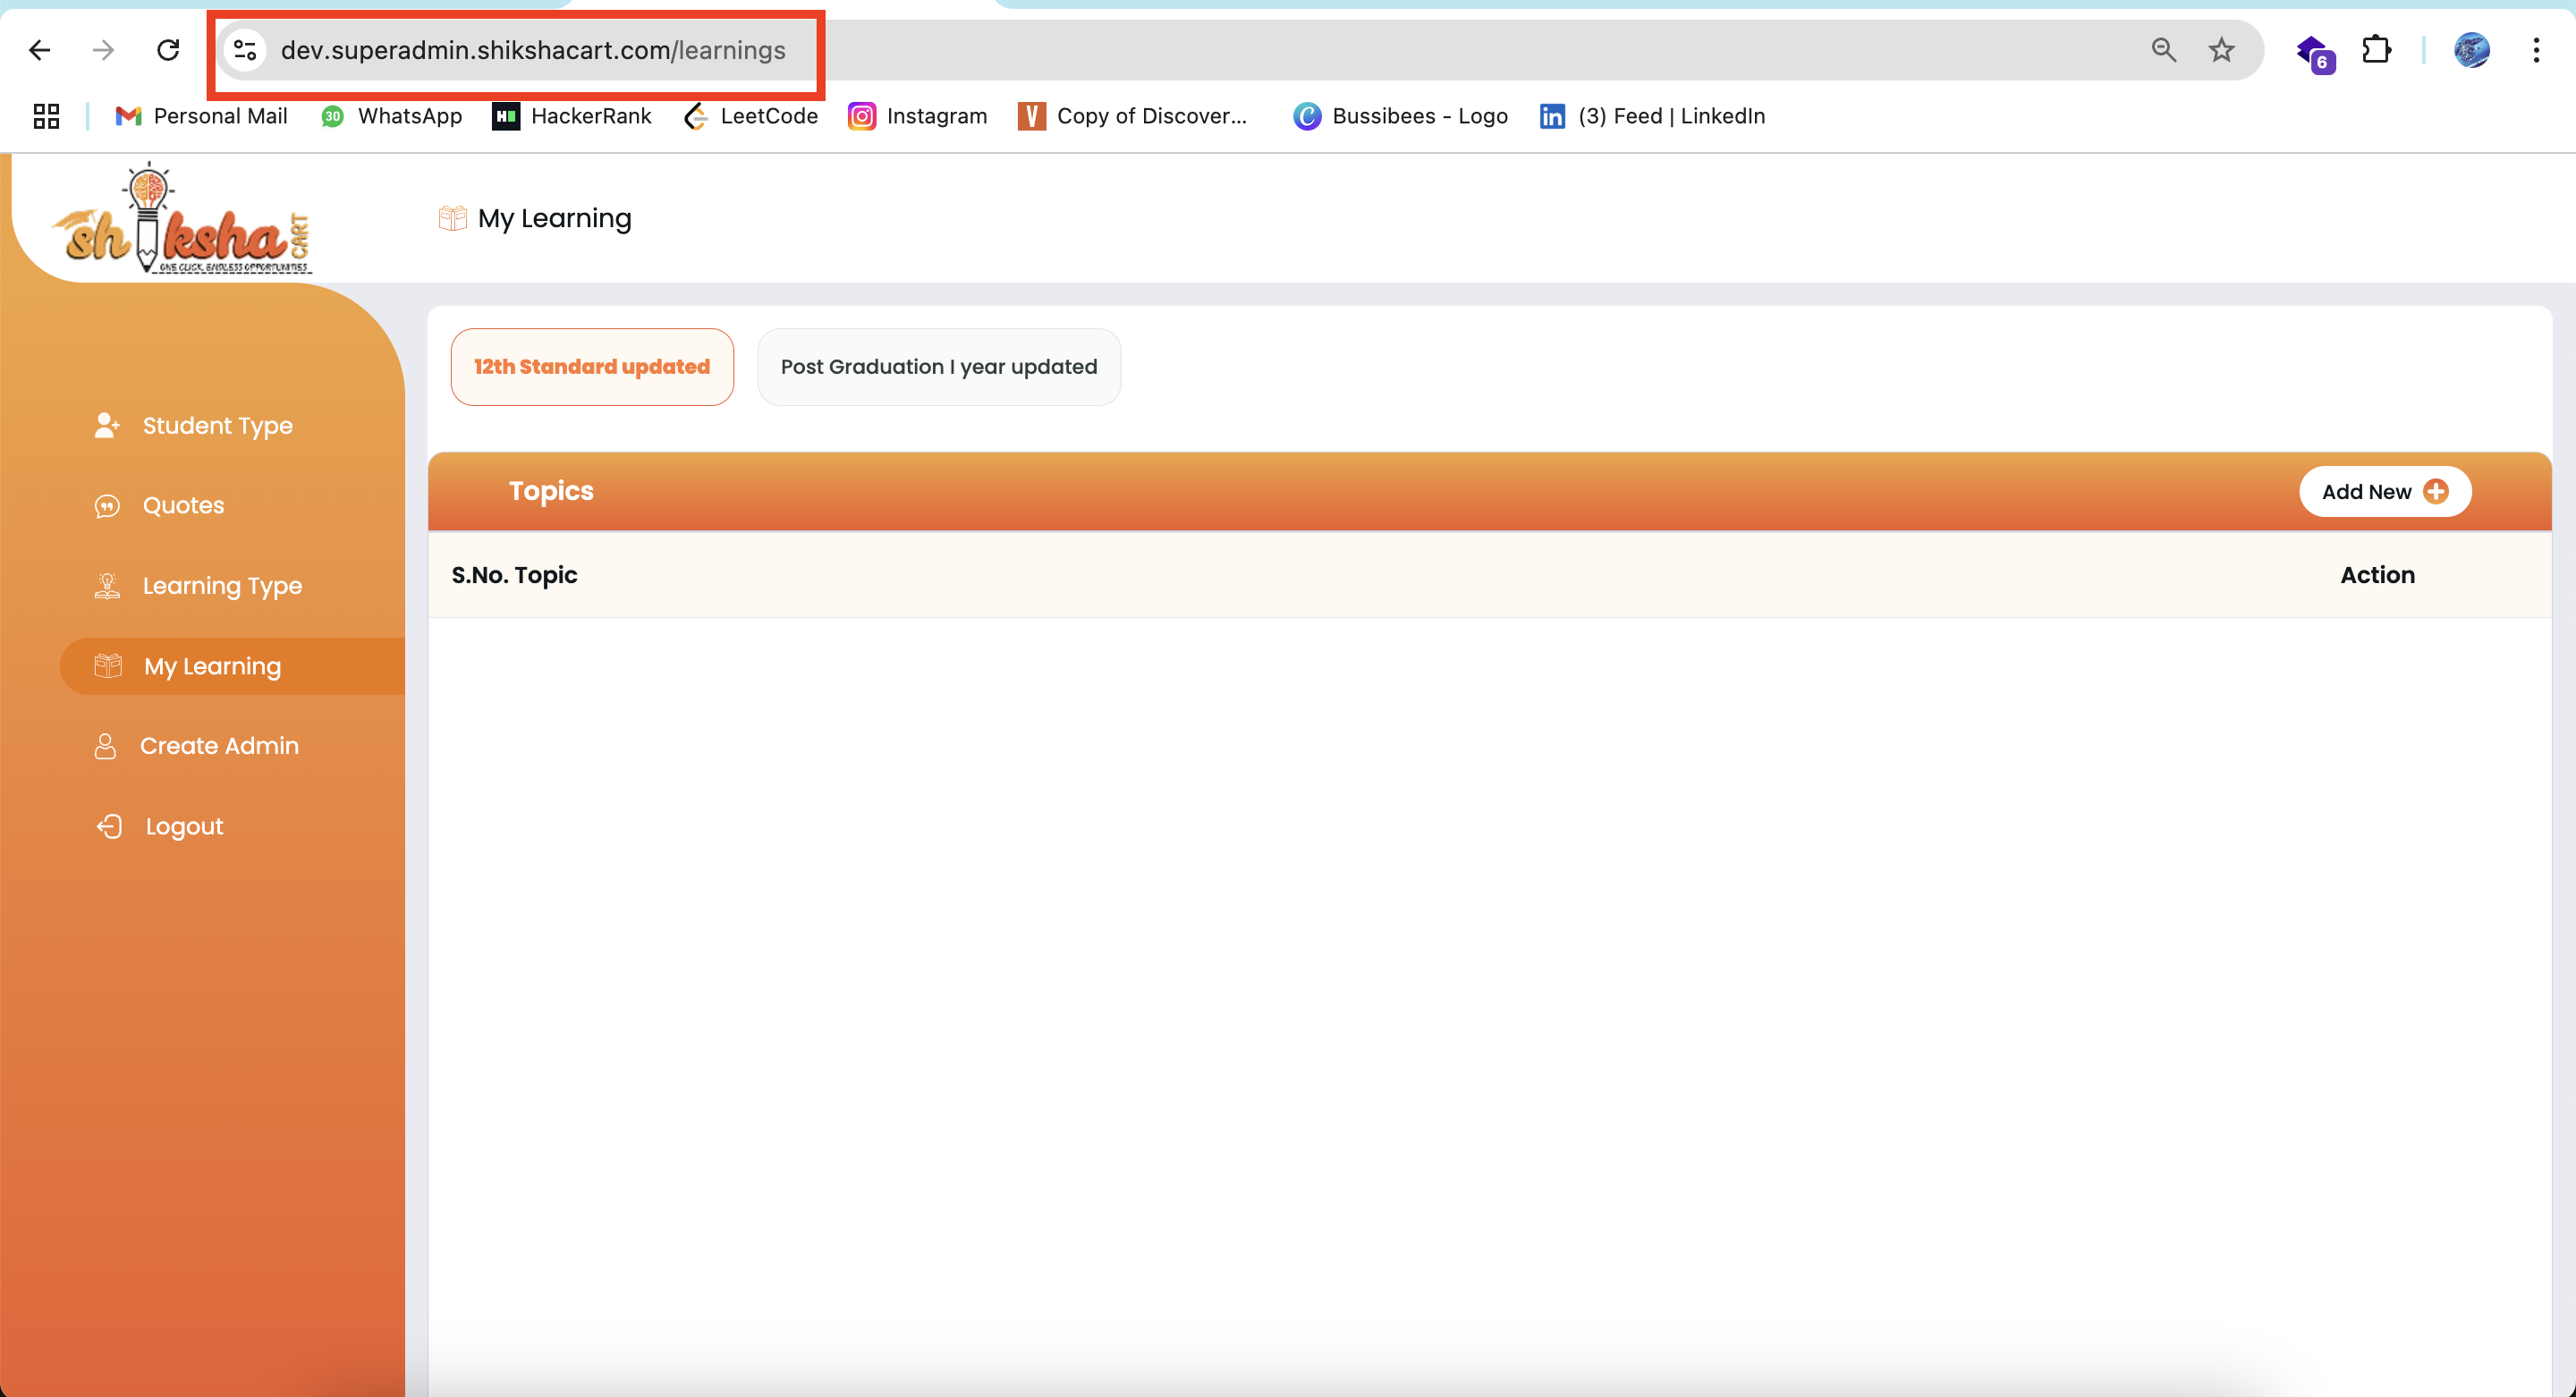 dev.superadmin.shikshacart.com/learnings
6
Personal Mail
30
WhatsApp
HackerRank
LeetCode
Instagram
V
Copy of Discover...
Bussibees - Logo
in
(3) Feed | LinkedIn
shiksha CART
ONE CLICK, ENDLESS OPPORTUNITIES
My Learning
12th Standard updated
Post Graduation I year updated
Student Type
Quotes
Learning Type
My Learning
Create Admin
Logout
Topics
Add New
S.No. Topic
Action